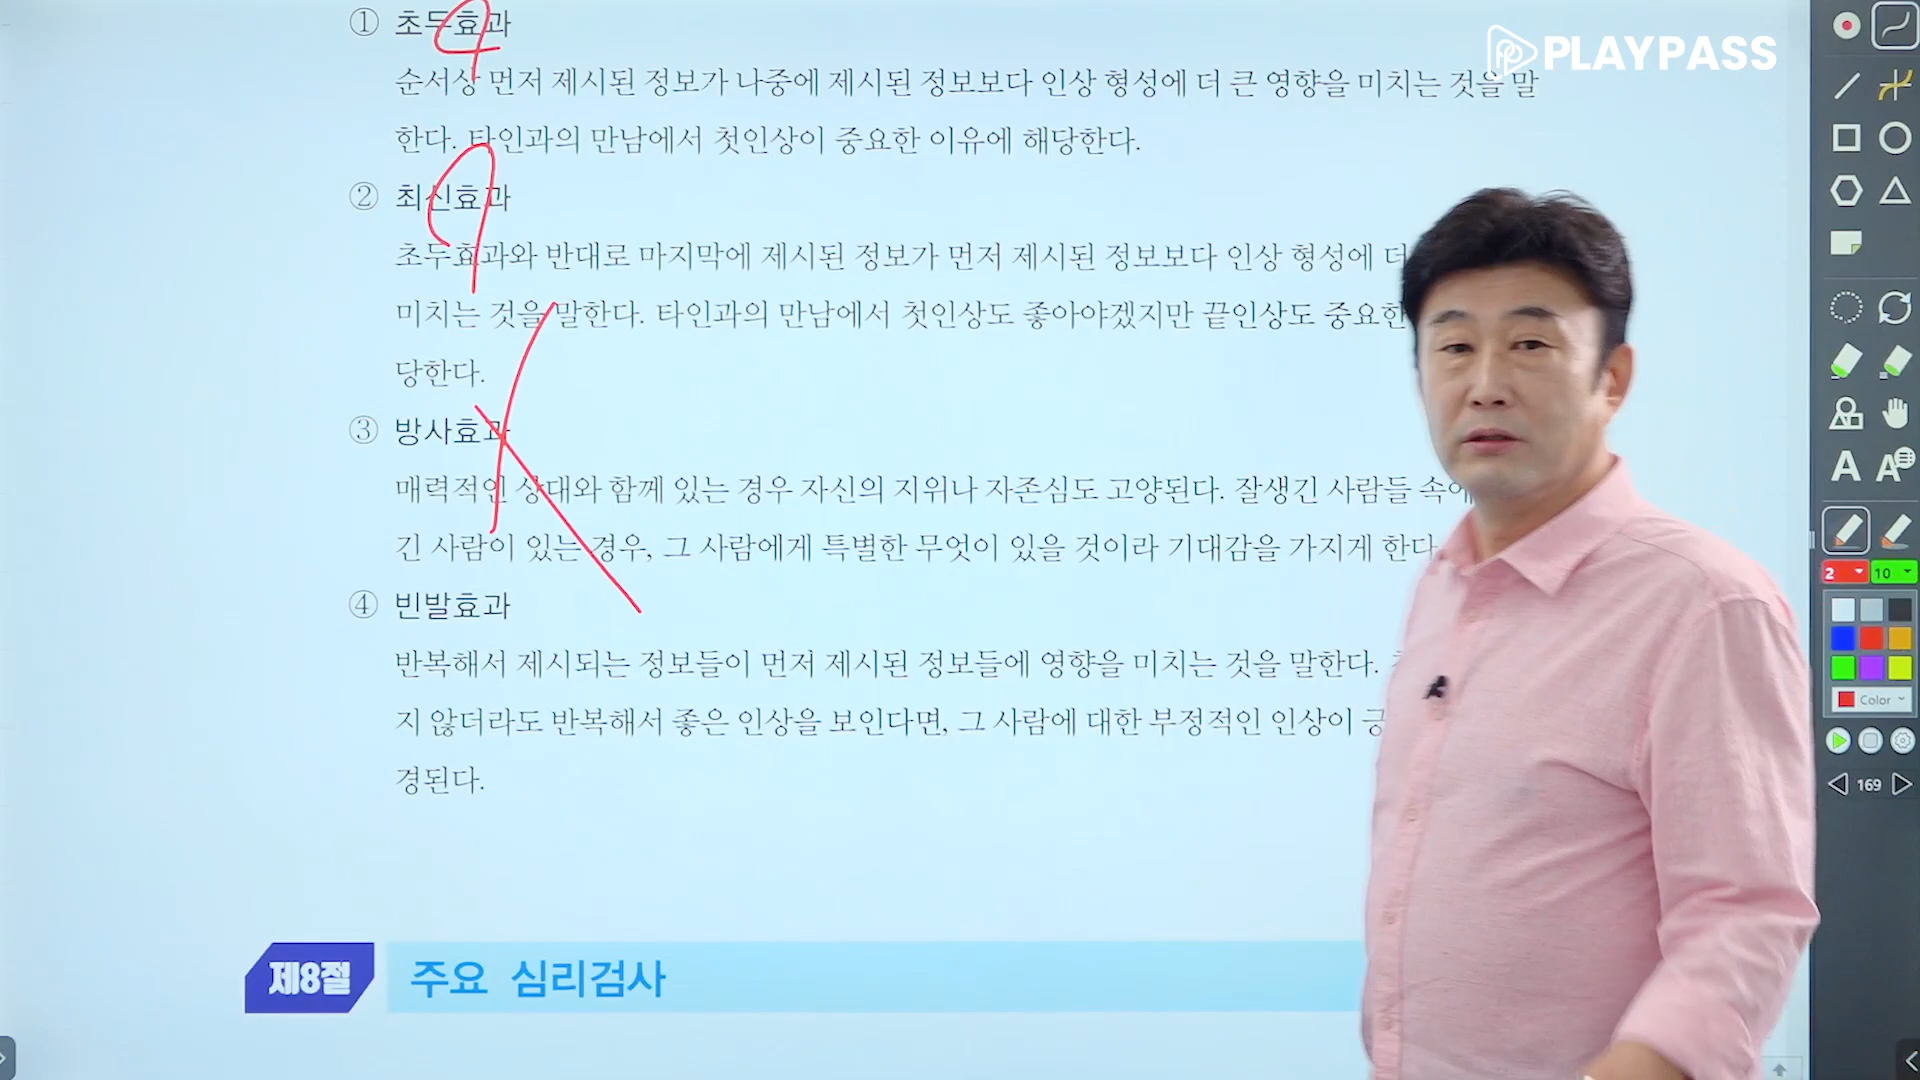 ① 초두효과
PLAYPASS
순서상 먼저 제시된 정보가 나중에 제시된 정보보다 인상 형성에 더 큰 영향을 미치는 것을 말
한다. 타인과의 만남에서 첫인상이 중요한 이유에 해당한다.
② 최신효과
초두효과와 반대로 마지막에 제시된 정보가 먼저 제시된 정보보다 인상 형성에 더
미치는 것을 말한다. 타인과의 만남에서 첫인상도 좋아야겠지만 끝인상도 중요한
당한다.
③ 방사효과
매력적인 상대와 함께 있는 경우 자신의 지위나 자존심도 고양된다. 잘생긴 사람들 속에
긴 사람이 있는 경우, 그 사람에게 특별한 무엇이 있을 것이라 기대감을 가지게 한다
④ 빈발효과
반복해서 제시되는 정보들이 먼저 제시된 정보들에 영향을 미치는 것을 말한다.
지 않더라도 반복해서 좋은 인상을 보인다면, 그 사람에 대한 부정적인 인상이 긍
경된다.
제8절 주요 심리검사
A A
2 10
Color
169